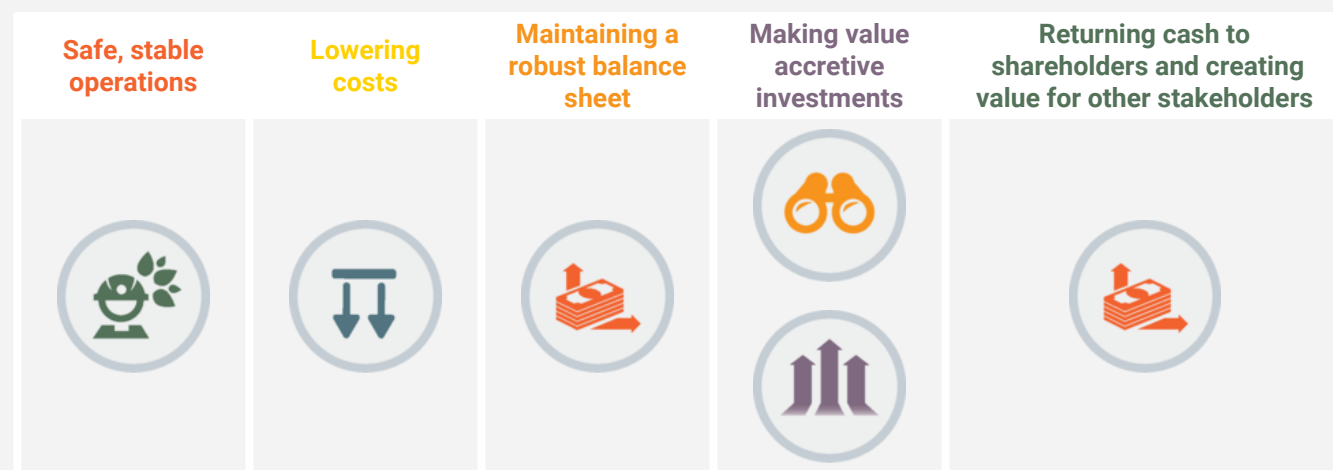 Safe, stable
operations
Lowering
costs
Maintaining a
robust balance
sheet
Making value
accretive
investments
Returning cash to
shareholders and creating
value for other stakeholders